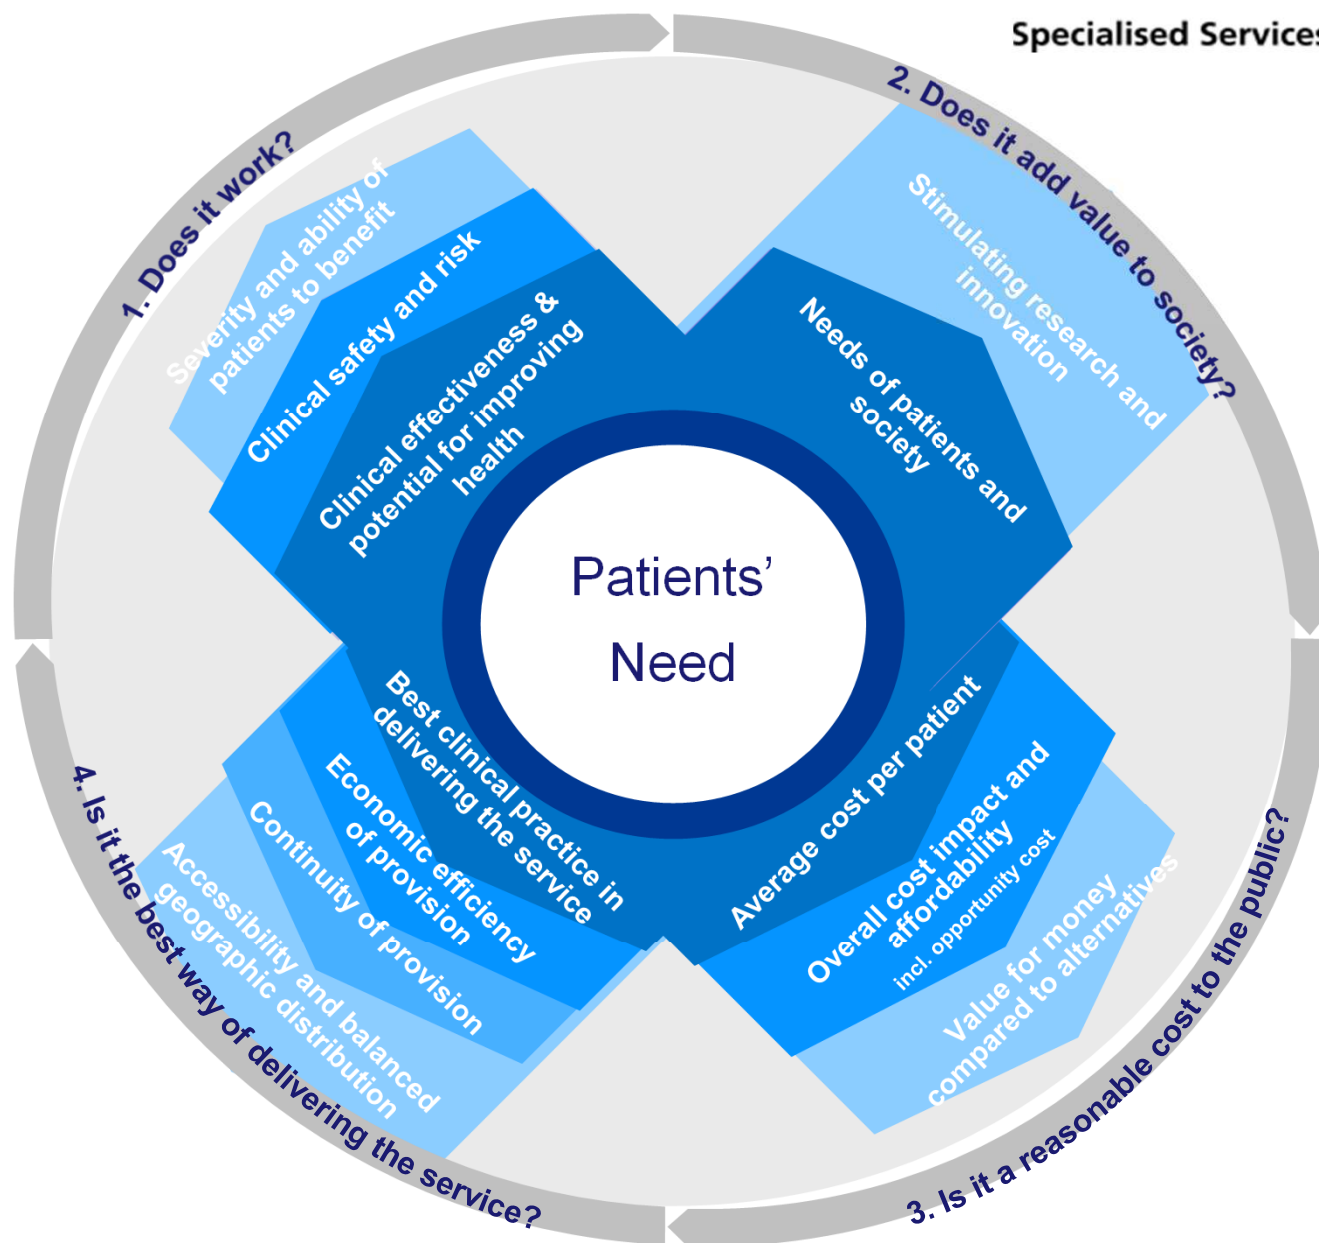 Specialised Services
1. Does it work?
Severity and ability of
patients to benefit
Clinical safety and risk
Clinical effectiveness &
potential for improving
health
2. Does it add value to society?
Stimulating research and
innovation
Needs of patients and
society
Patients’
Need
3. Is it a reasonable cost to the public?
Average cost per patient
Overall cost impact and
affordability
incl. opportunity cost
Value for money
compared to alternatives
4. Is it the best way of delivering the service?
Best clinical practice in
delivering the service
Economic efficiency
of provision
Continuity of provision
Accessibility and balanced
geographic distribution